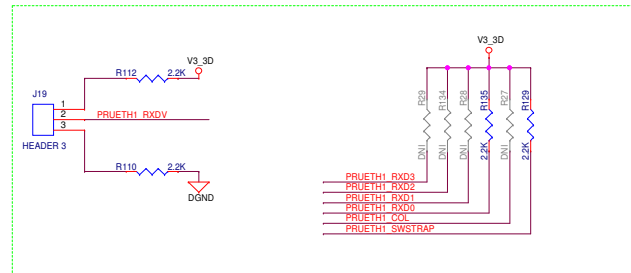 R112 2.2K V3_3D
J19
1
2 PRUETH1_RXDV
3
HEADER 3
R110 2.2K
DGND
V3_3D
R29 R134 R28 R135 R27 R129
DNI DNI DNI 2.2K DNI 2.2K
PRUETH1_RXD3
PRUETH1_RXD2
PRUETH1_RXD1
PRUETH1_RXD0
PRUETH1_COL
PRUETH1_SWSTRAP